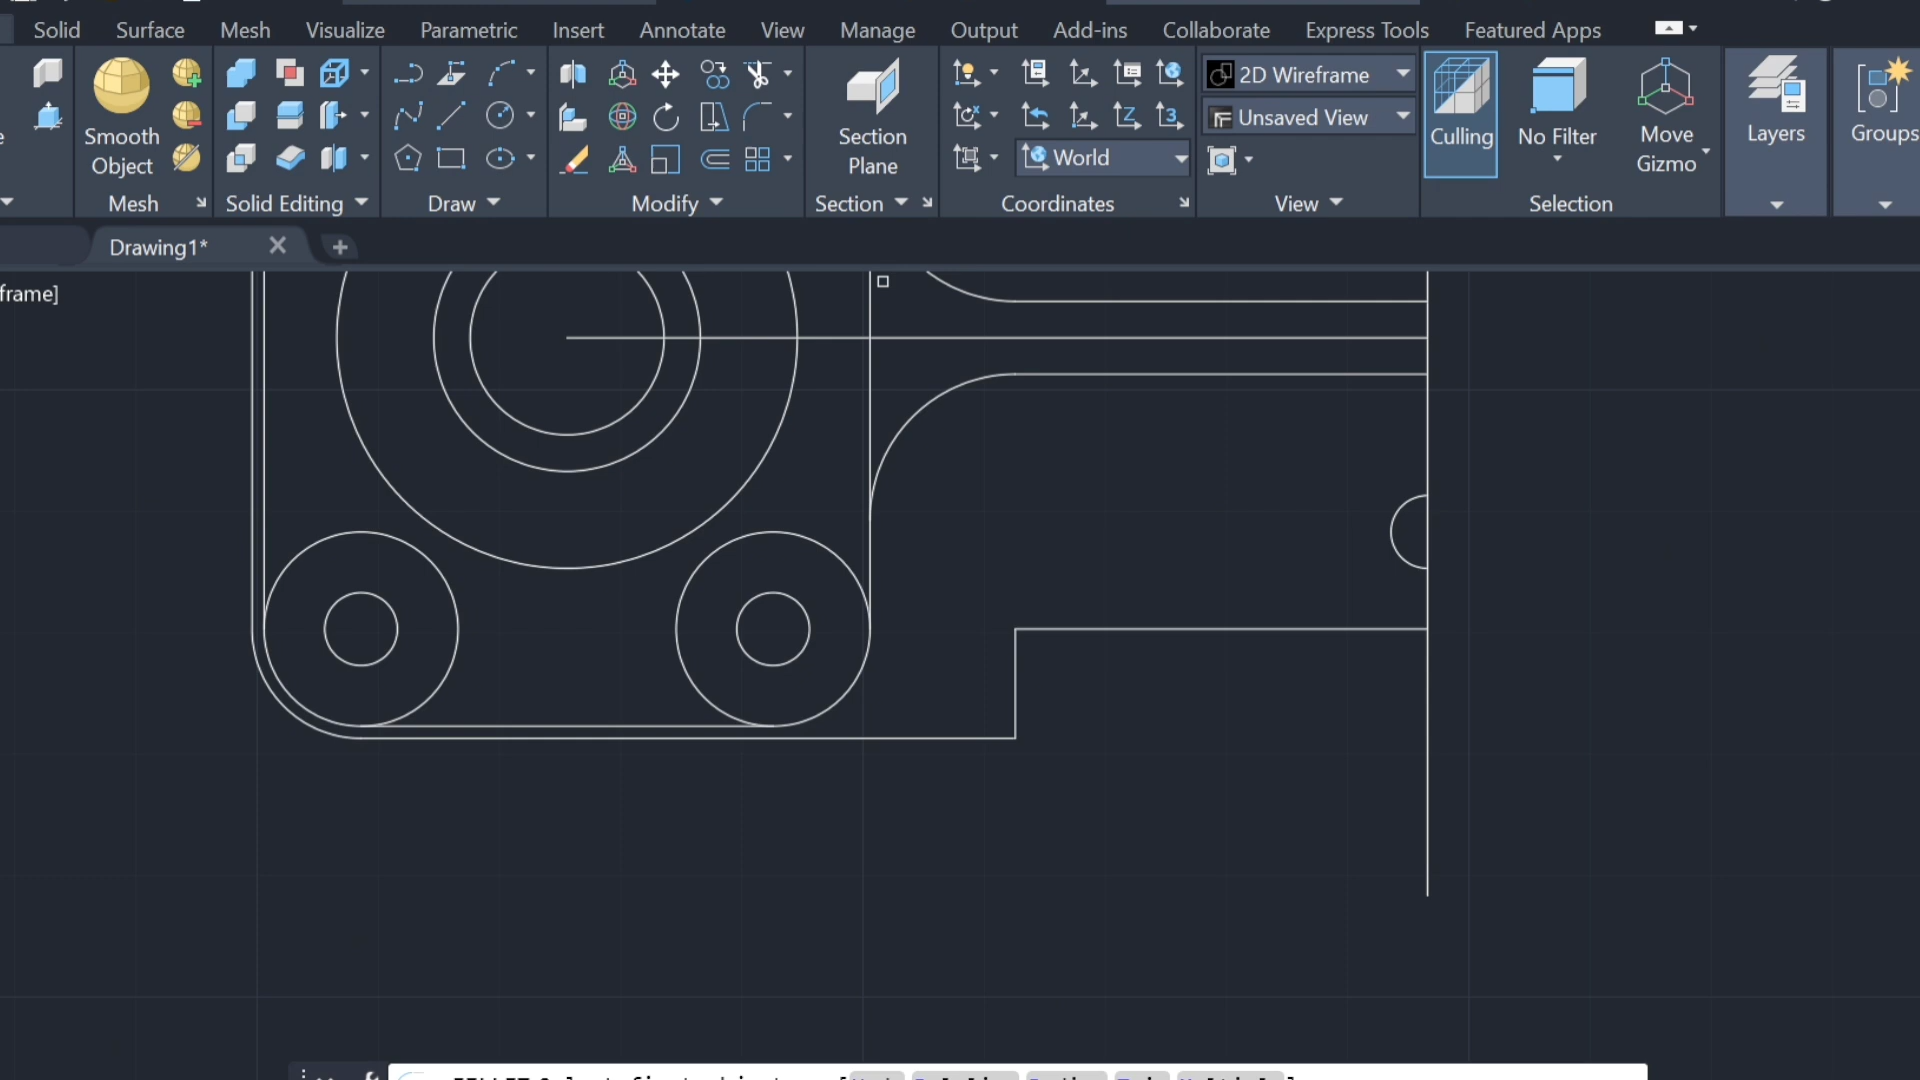 Solid Surface Mesh Visualize Parametric Insert Annotate View Manage Output Add-ins Collaborate Express Tools Featured Apps
Smooth
Object
Section
Plane
2D Wireframe
Unsaved View
World
Culling
No Filter
Move
Gizmo
Layers
Groups
Mesh Solid Editing Draw Modify Section Coordinates View Selection
Drawing1*
frame]